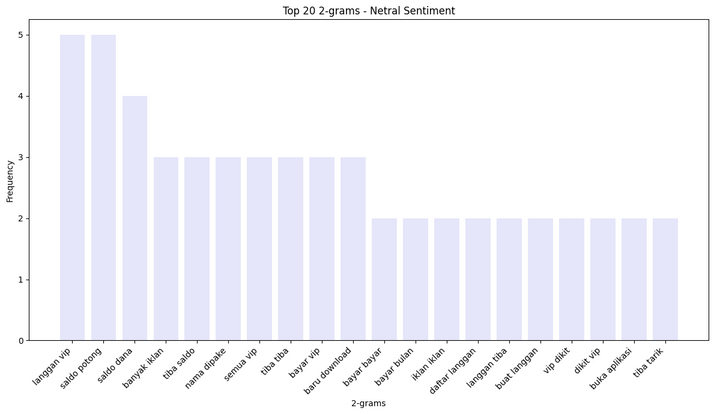 Top 20 2-grams - Netral Sentiment
Frequency
5
4
3
2
1
0
langgan vip
saldo potong
saldo dana
banyak iklan
tiba saldo
nama dipake
semua vip
tiba tiba
bayar vip
baru download
bayar bayar
bayar bulan
iklan iklan
daftar langgan
langgan tiba
buat langgan
vip dikit
dikit vip
buka aplikasi
tiba tarik
2-grams